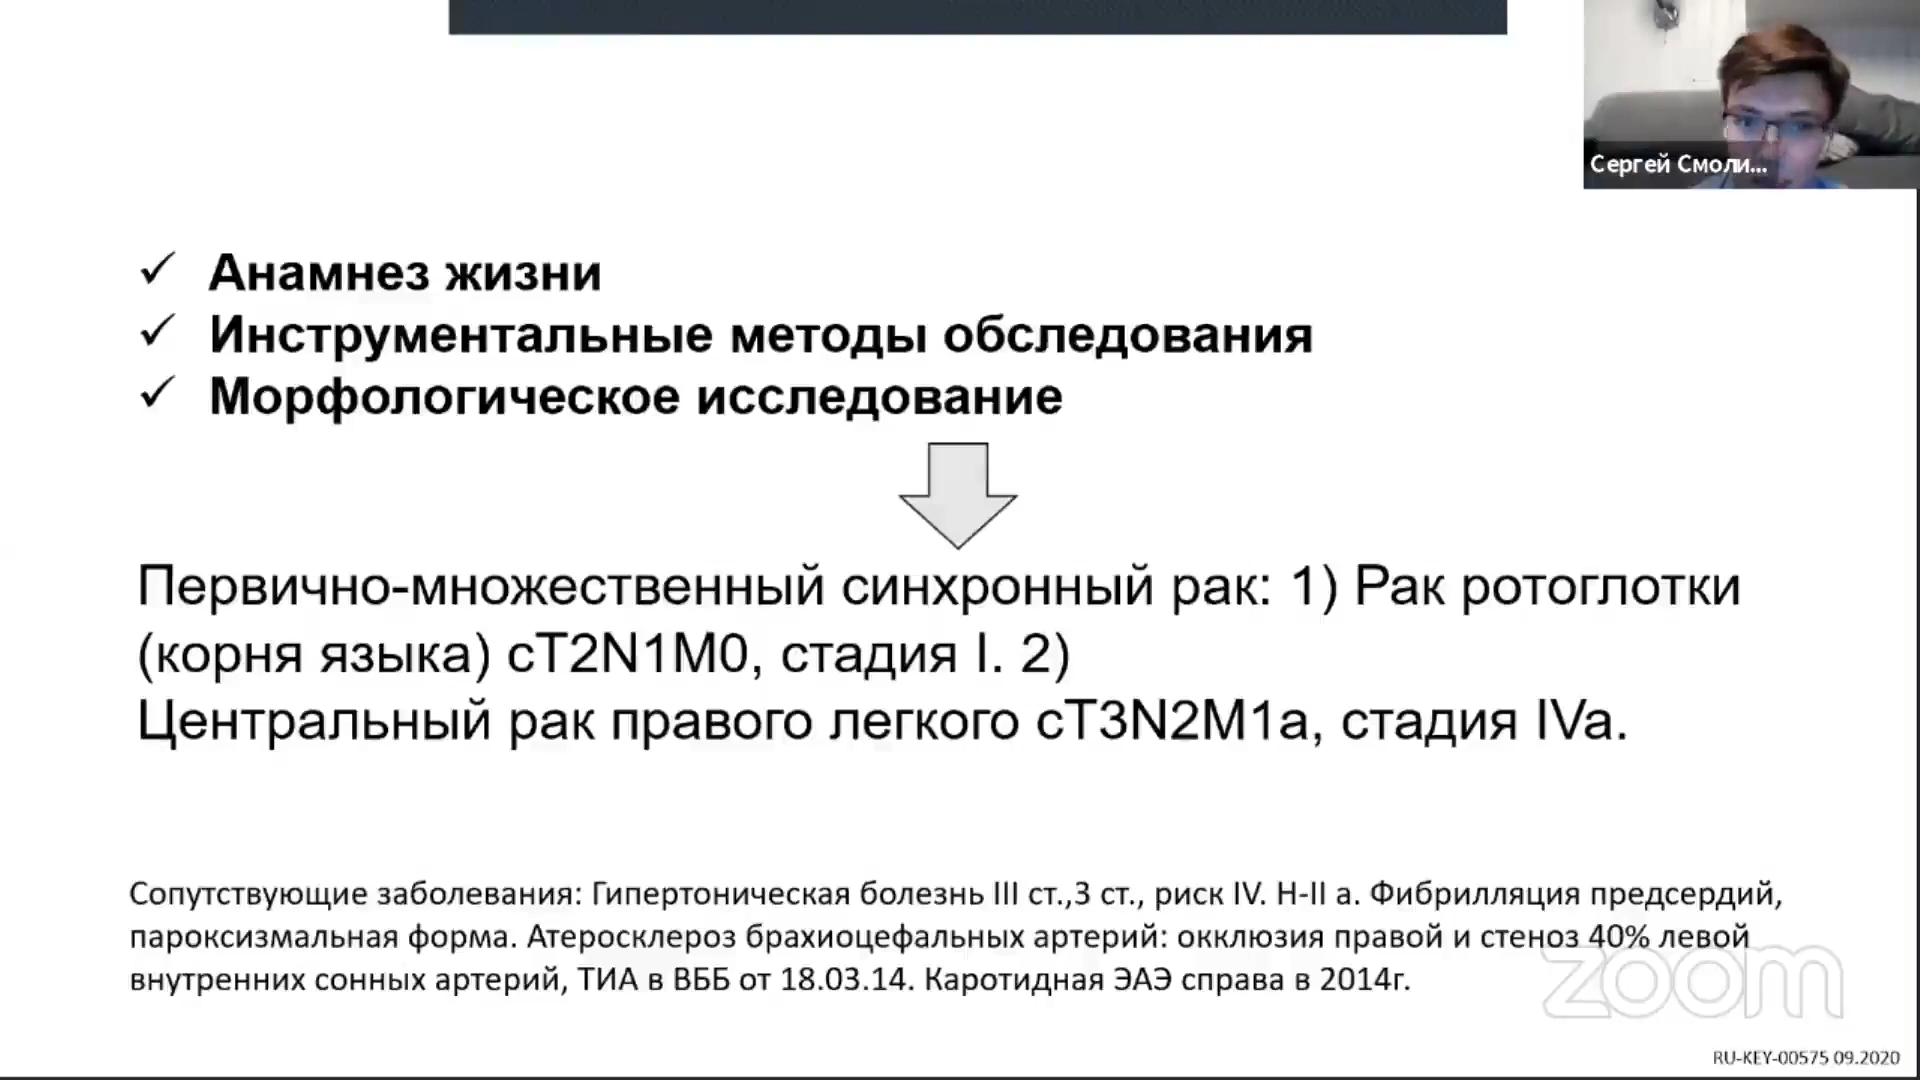 Сергей Смоли...
Анамнез жизни
Инструментальные методы обследования
Морфологическое исследование
Первично-множественный синхронный рак: 1) Рак ротоглотки
(корня языка) cT2N1M0, стадия I. 2)
Центральный рак правого легкого cT3N2M1a, стадия IVa.
Сопутствующие заболевания: Гипертоническая болезнь III ст.,3 ст., риск IV. Н-II а. Фибрилляция предсердий,
пароксизмальная форма. Атеросклероз брахиоцефальных артерий: окклюзия правой и стеноз 40% левой
внутренних сонных артерий, ТИА в ВББ от 18.03.14. Каротидная ЭАЭ справа в 2014г.
zoom
RU-KEY-00575 09.2020